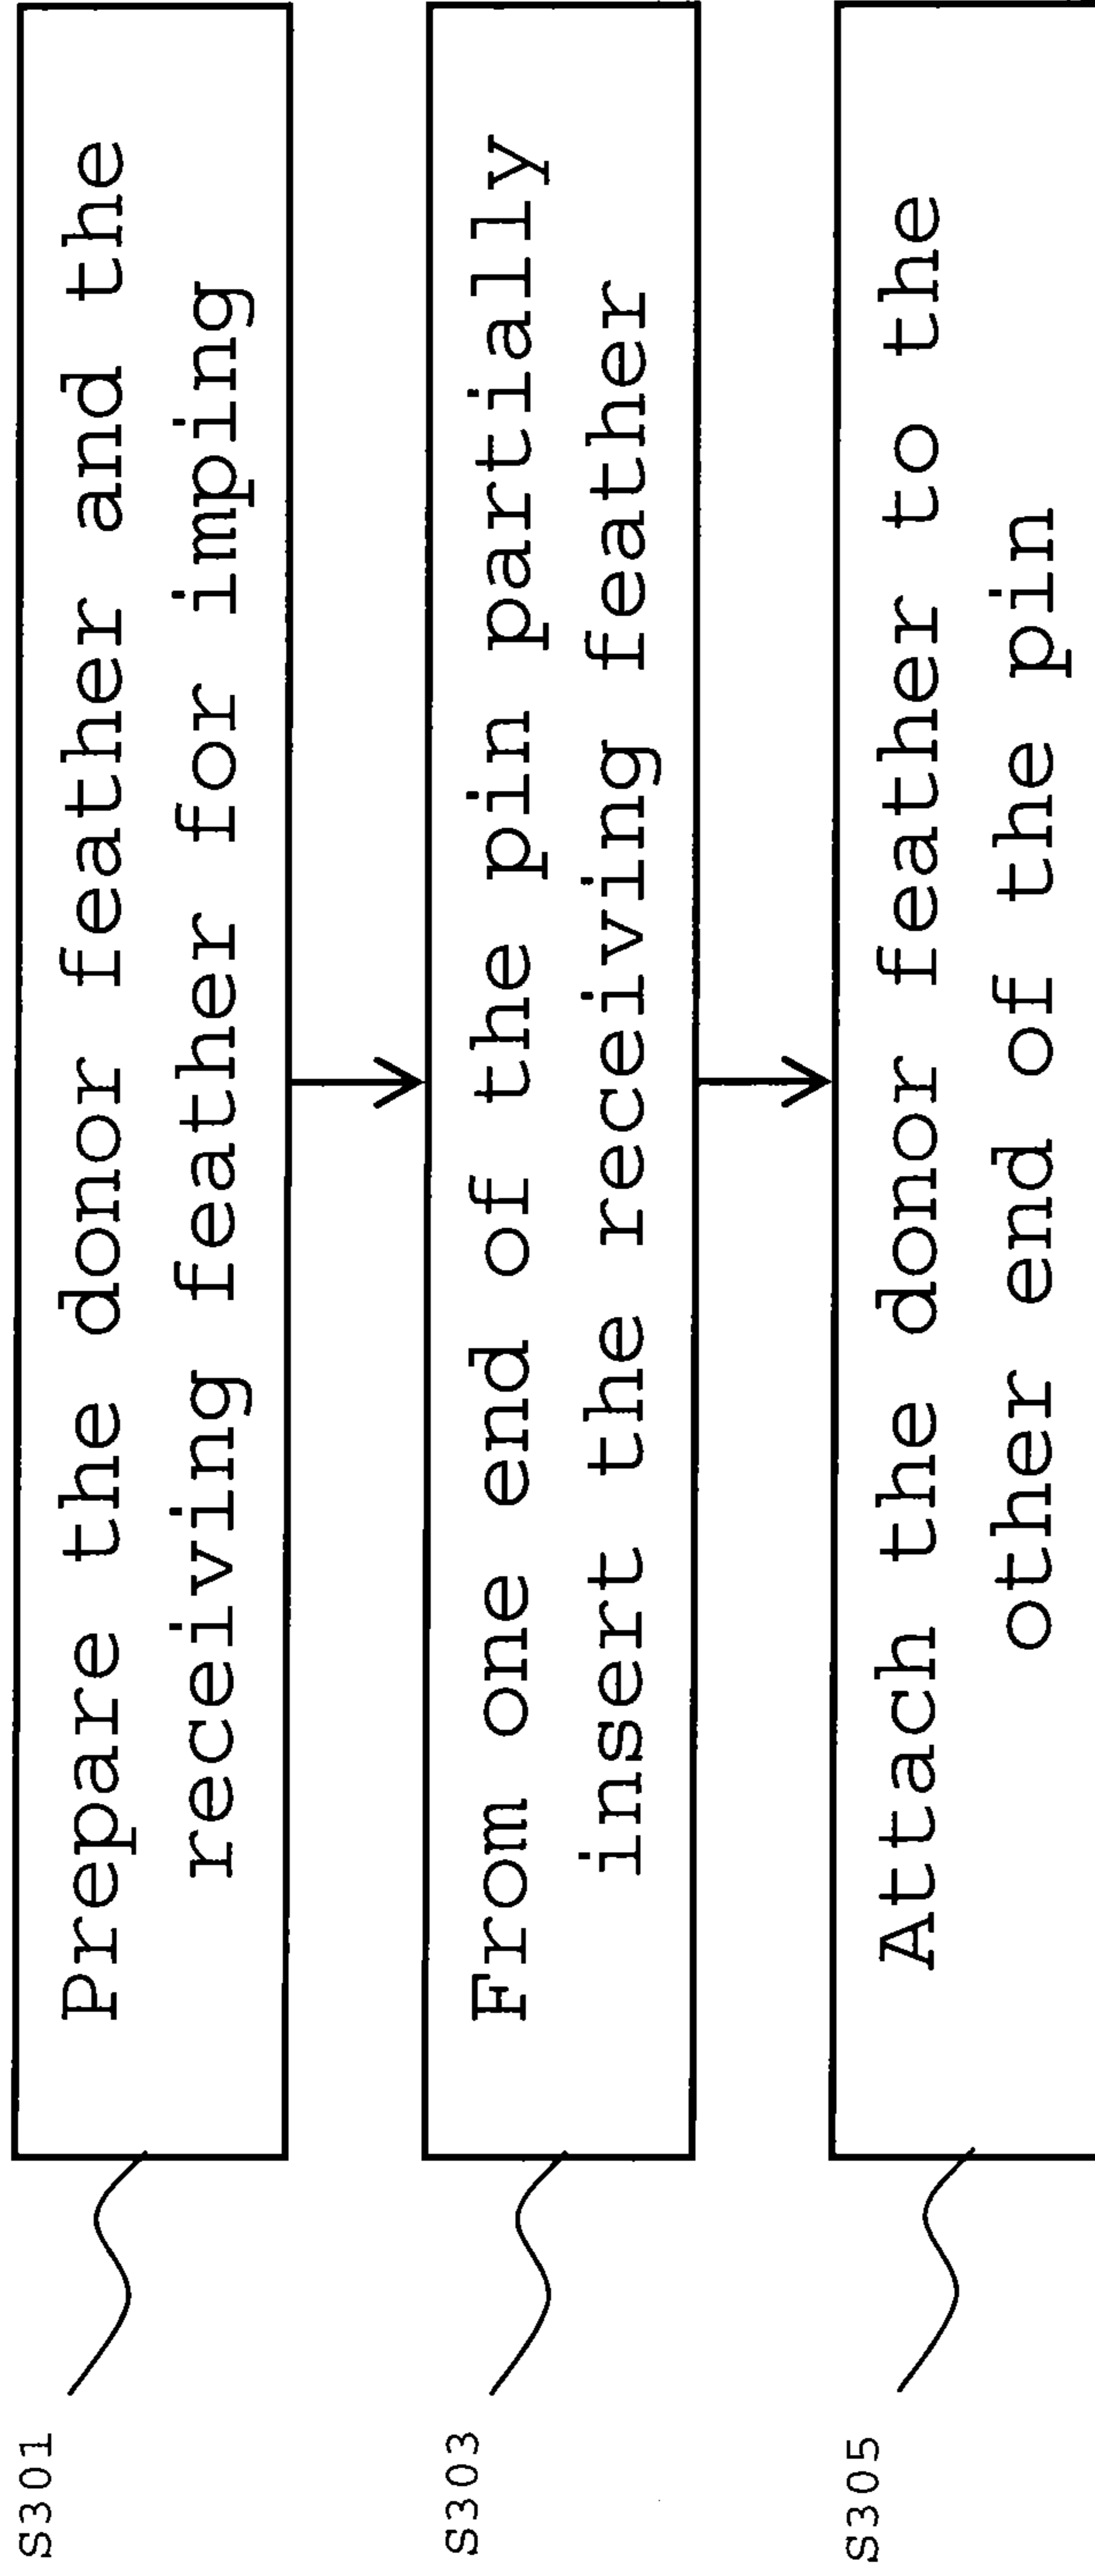 S301
Prepare the donor feather and the
receiving feather for imping
S303
From one end of the pin partially
insert the receiving feather
S305
Attach the donor feather to the
other end of the pin